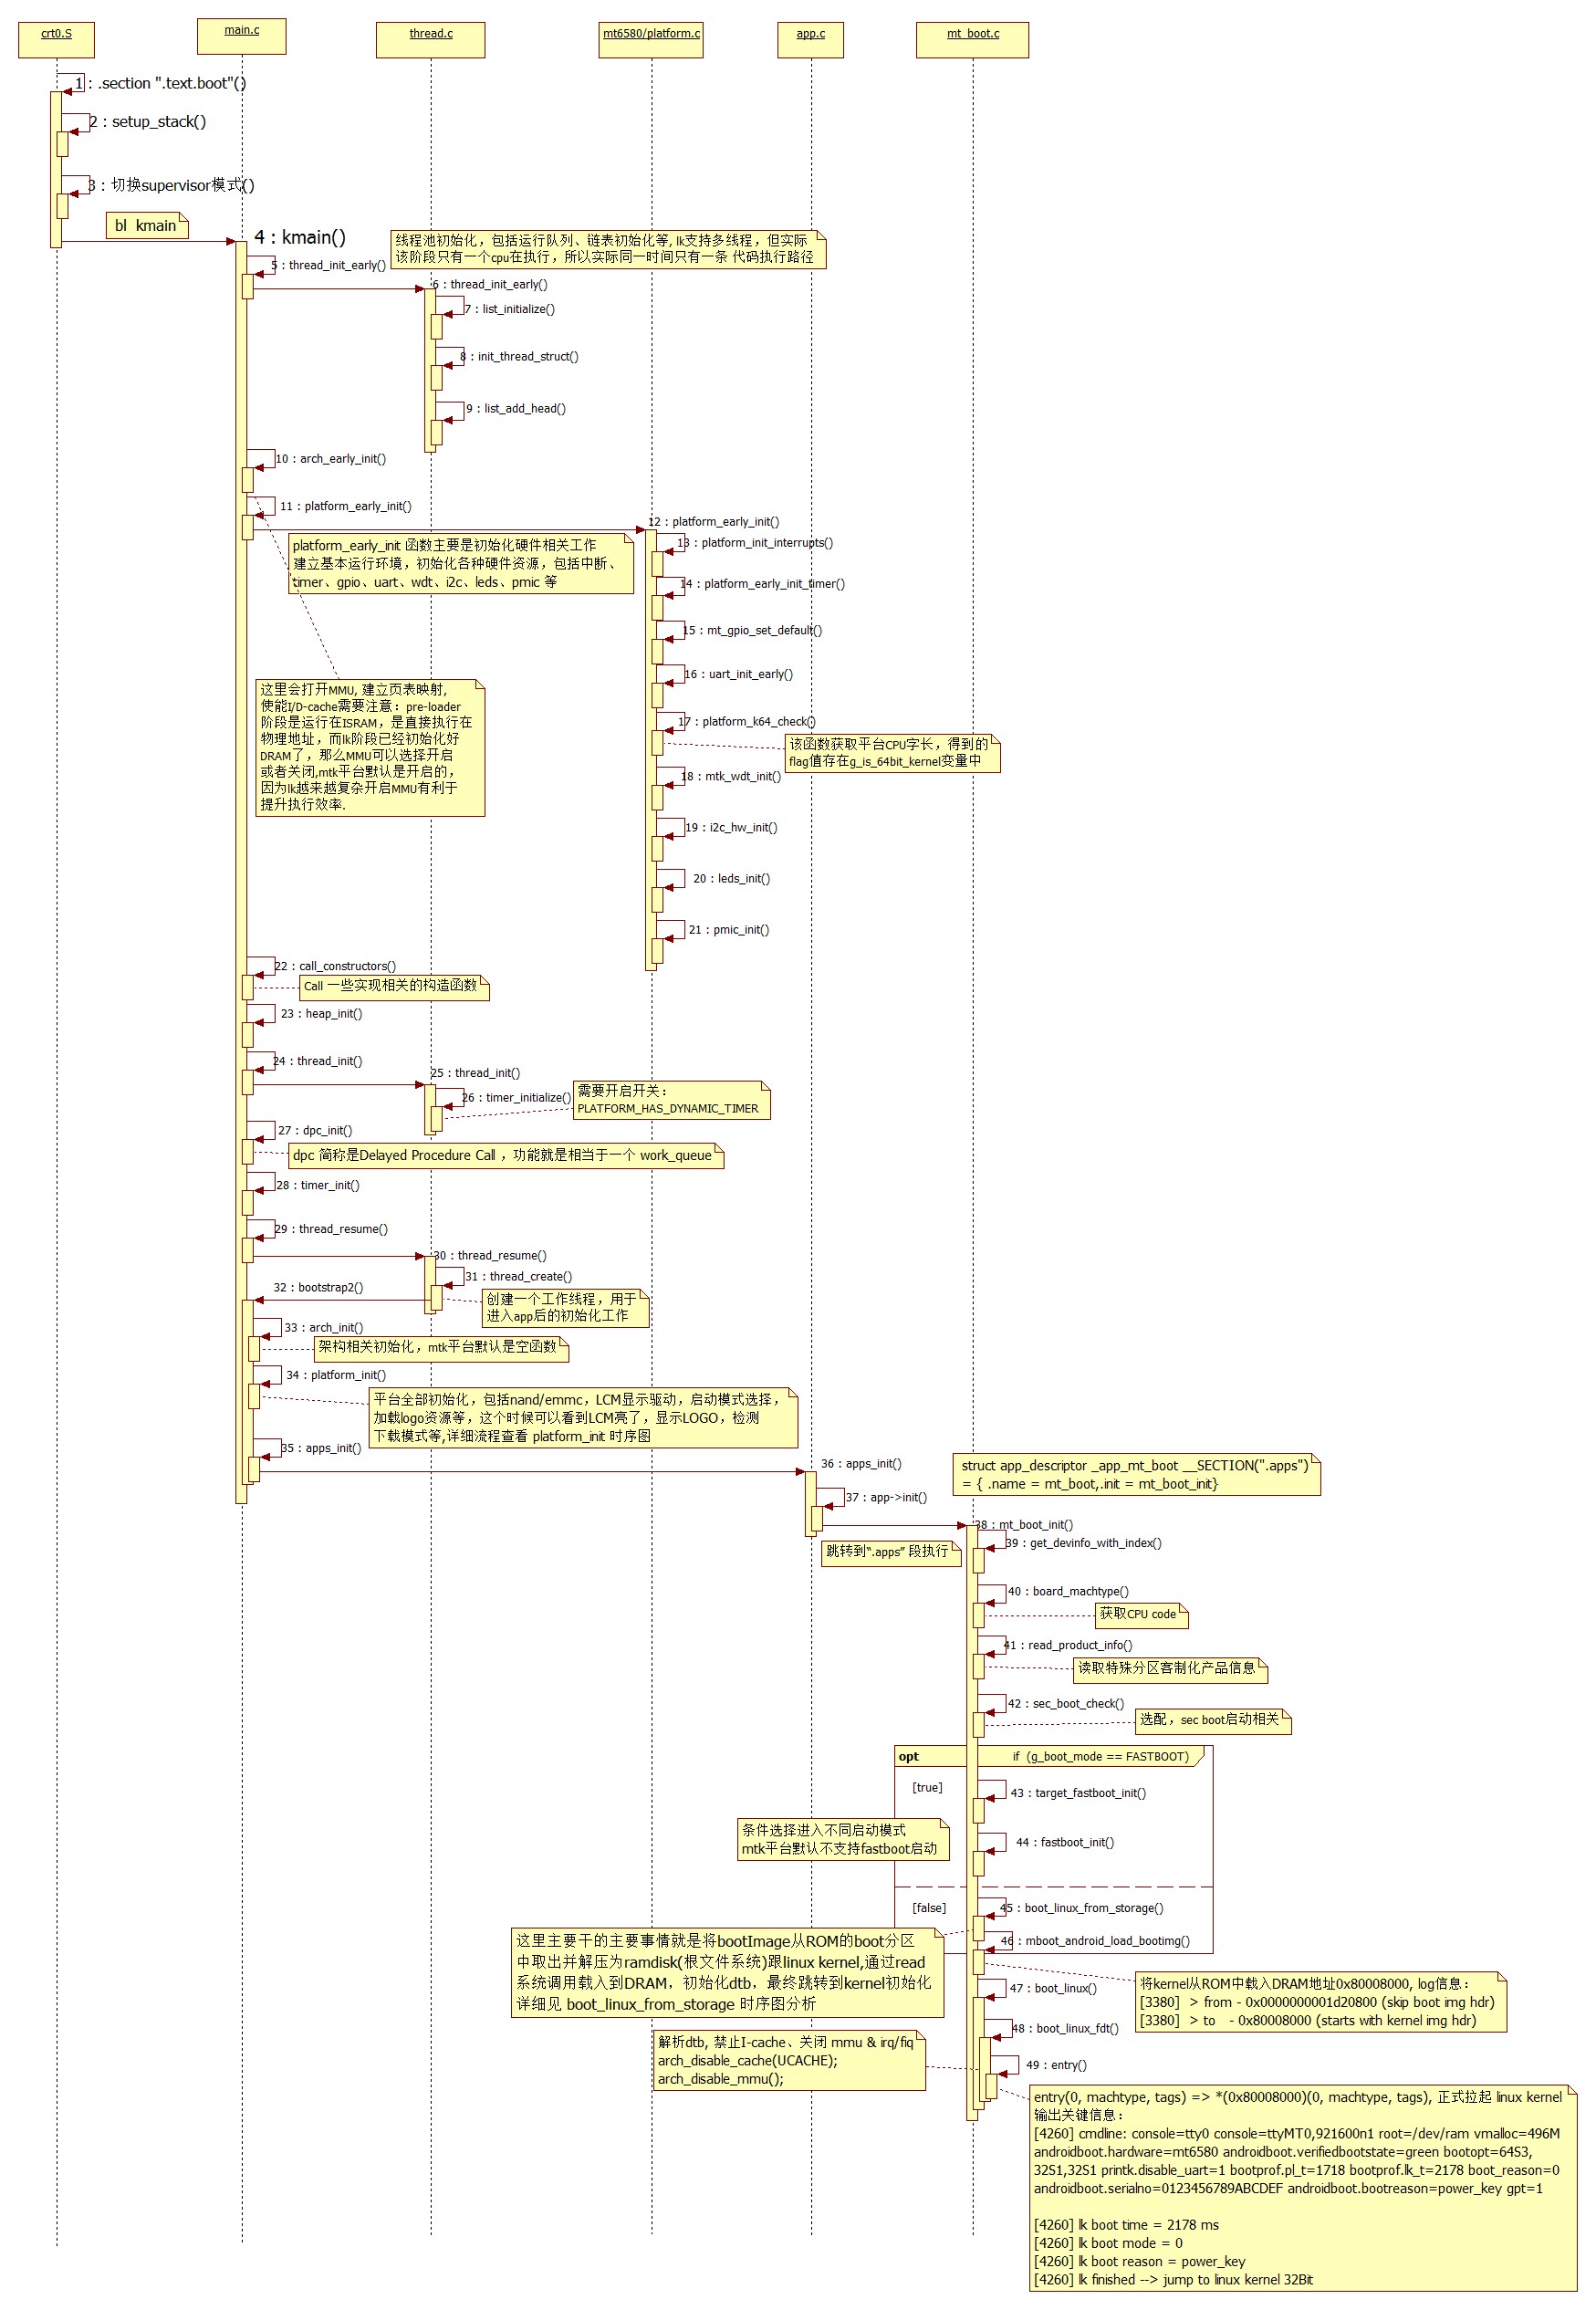 crt0.S
main.c
thread.c
mt6580/platform.c
app.c
mt_boot.c
1 : .section ".text.boot"()
2 : setup_stack()
3 : 切换supervisor模式()
bl  kmain
4 : kmain()
线程池初始化，包括运行队列、链表初始化等, lk支持多线程，但实际
该阶段只有一个cpu在执行，所以实际同一时间只有一条 代码执行路径
5 : thread_init_early()
6 : thread_init_early()
7 : list_initialize()
8 : init_thread_struct()
9 : list_add_head()
10 : arch_early_init()
11 : platform_early_init()
12 : platform_early_init()
platform_early_init 函数主要是初始化硬件相关工作
建立基本运行环境，初始化各种硬件资源，包括中断、
timer、gpio、uart、wdt、i2c、leds、pmic 等
13 : platform_init_interrupts()
14 : platform_early_init_timer()
15 : mt_gpio_set_default()
16 : uart_init_early()
这里会打开MMU, 建立页表映射,
使能I/D-cache需要注意：pre-loader
阶段是运行在ISRAM，是直接执行在
物理地址，而lk阶段已经初始化好
DRAM了，那么MMU可以选择开启
或者关闭,mtk平台默认是开启的，
因为lk越来越复杂开启MMU有利于
提升执行效率.
17 : platform_k64_check()
该函数获取平台CPU字长，得到的
flag值存在g_is_64bit_kernel变量中
18 : mtk_wdt_init()
19 : i2c_hw_init()
20 : leds_init()
21 : pmic_init()
22 : call_constructors()
Call 一些实现相关的构造函数
23 : heap_init()
24 : thread_init()
25 : thread_init()
26 : timer_initialize()
需要开启开关：
PLATFORM_HAS_DYNAMIC_TIMER
27 : dpc_init()
dpc 简称是Delayed Procedure Call ，功能就是相当于一个 work_queue
28 : timer_init()
29 : thread_resume()
30 : thread_resume()
31 : thread_create()
32 : bootstrap2()
创建一个工作线程，用于
进入app后的初始化工作
33 : arch_init()
架构相关初始化，mtk平台默认是空函数
34 : platform_init()
平台全部初始化，包括nand/emmc，LCM显示驱动，启动模式选择，
加载logo资源等，这个时候可以看到LCM亮了，显示LOGO，检测
下载模式等,详细流程查看 platform_init 时序图
35 : apps_init()
36 : apps_init()
struct app_descriptor _app_mt_boot __SECTION(".apps")
= { .name = mt_boot,.init = mt_boot_init}
37 : app->init()
38 : mt_boot_init()
跳转到“.apps” 段执行
39 : get_devinfo_with_index()
40 : board_machtype()
获取CPU code
41 : read_product_info()
读取特殊分区客制化产品信息
42 : sec_boot_check()
选配，sec boot启动相关
opt
if  (g_boot_mode == FASTBOOT)
[true]
43 : target_fastboot_init()
条件选择进入不同启动模式
mtk平台默认不支持fastboot启动
44 : fastboot_init()
[false]
45 : boot_linux_from_storage()
46 : mboot_android_load_bootimg()
这里主要干的主要事情就是将bootImage从ROM的boot分区
中取出并解压为ramdisk(根文件系统)跟linux kernel,通过read
系统调用载入到DRAM，初始化dtb，最终跳转到kernel初始化
详细见 boot_linux_from_storage 时序图分析
将kernel从ROM中载入DRAM地址0x80008000, log信息：
[3380]  > from - 0x0000000001d20800 (skip boot img hdr)
[3380]  > to   - 0x80008000 (starts with kernel img hdr)
47 : boot_linux()
48 : boot_linux_fdt()
解析dtb, 禁止I-cache、关闭 mmu & irq/fiq
arch_disable_cache(UCACHE);
arch_disable_mmu();
49 : entry()
entry(0, machtype, tags) => *(0x80008000)(0, machtype, tags), 正式拉起 linux kernel
输出关键信息：
[4260] cmdline: console=tty0 console=ttyMT0,921600n1 root=/dev/ram vmalloc=496M
androidboot.hardware=mt6580 androidboot.verifiedbootstate=green bootopt=64S3,
32S1,32S1 printk.disable_uart=1 bootprof.pl_t=1718 bootprof.lk_t=2178 boot_reason=0
androidboot.serialno=0123456789ABCDEF androidboot.bootreason=power_key gpt=1
[4260] lk boot time = 2178 ms
[4260] lk boot mode = 0
[4260] lk boot reason = power_key
[4260] lk finished --> jump to linux kernel 32Bit